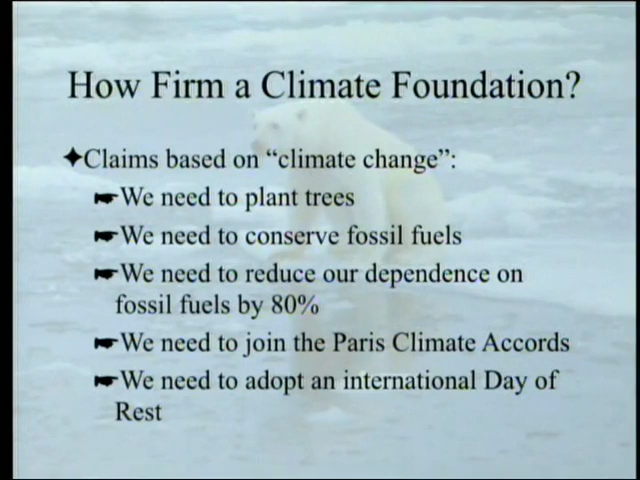 How Firm a Climate Foundation?
Claims based on “climate change”:
We need to plant trees
We need to conserve fossil fuels
We need to reduce our dependence on
fossil fuels by 80%
We need to join the Paris Climate Accords
We need to adopt an international Day of
Rest